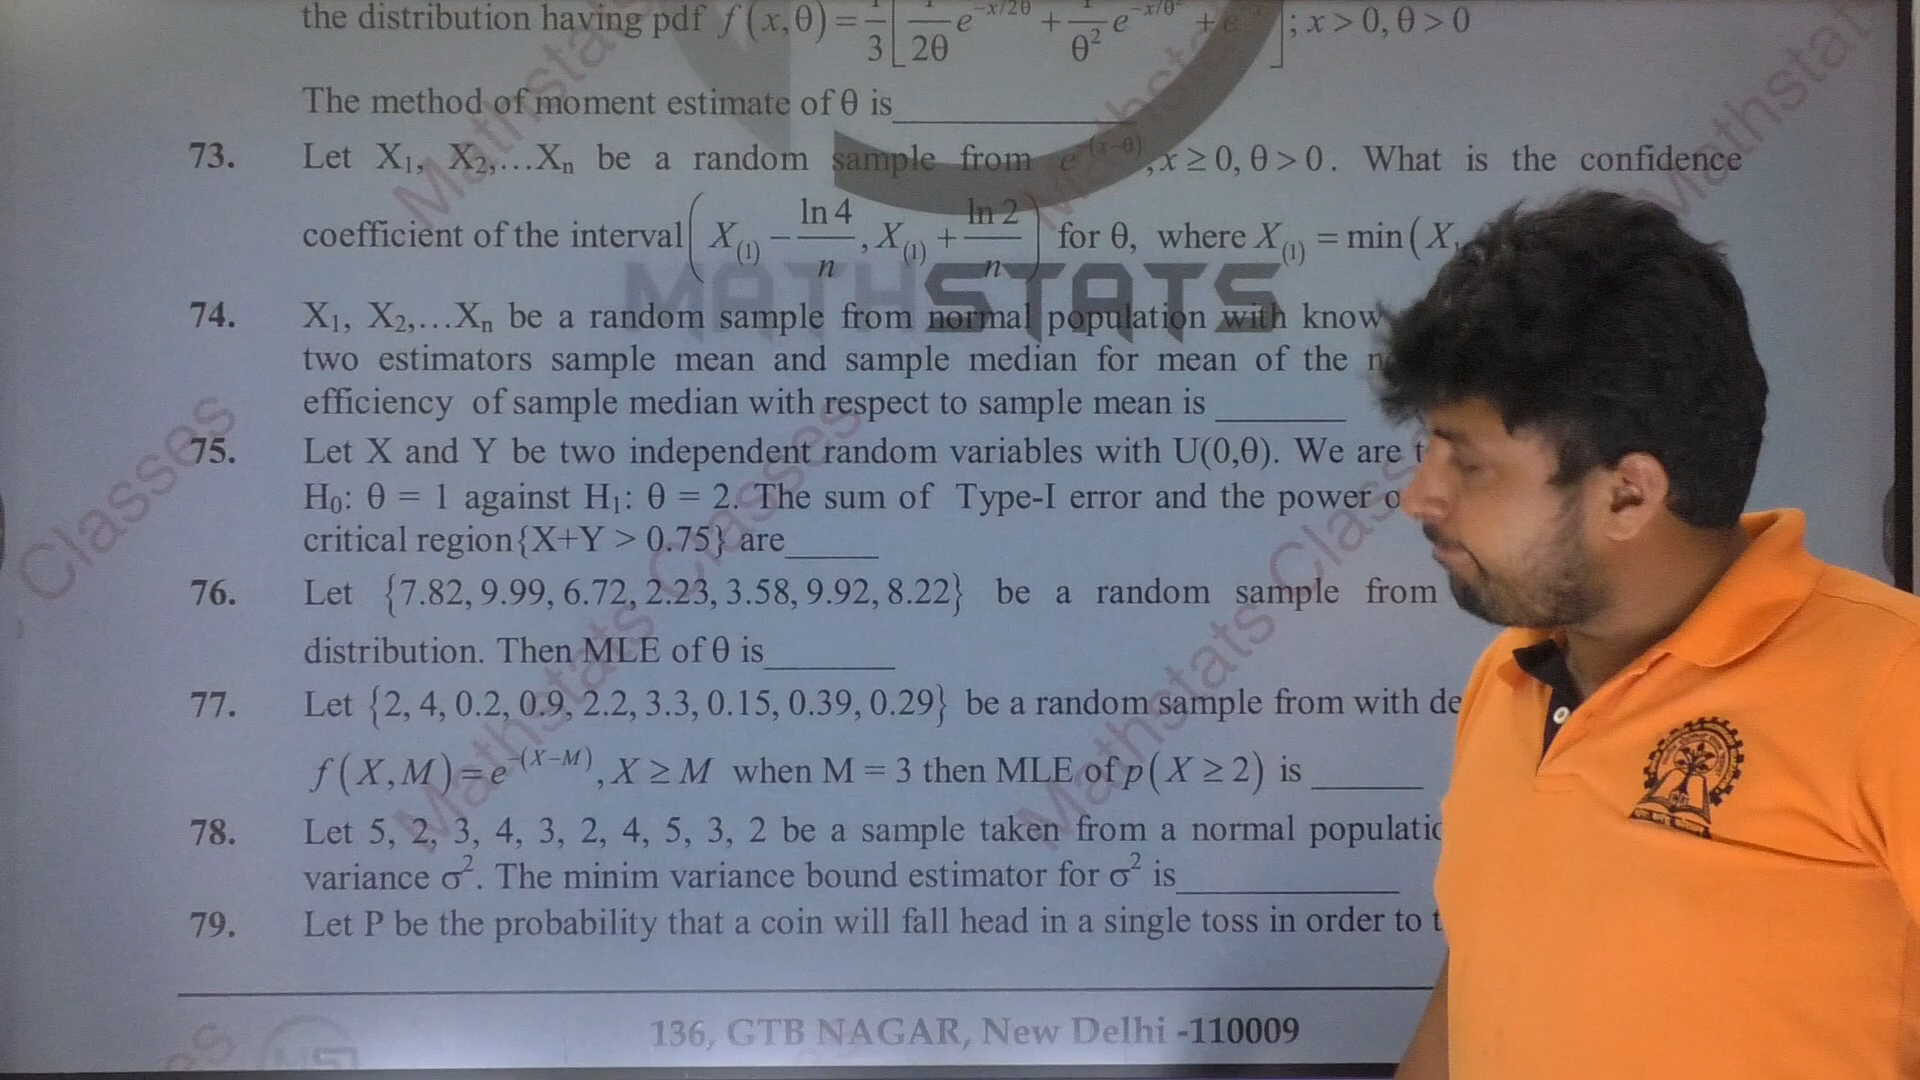 the distribution having pdf f(x,θ) = 1/3 [ 1/2θ e^{-x/2θ} + 1/θ² e^{-x/θ²} + e ] ; x > 0, θ > 0
The method of moment estimate of θ is__________
73. Let X₁, X₂,...Xₙ be a random sample from e^{-(x-θ)}, x ≥ 0, θ > 0. What is the confidence
coefficient of the interval ( X₍₁₎ − ln 4/n , X₍₁₎ + ln 2/n ) for θ, where X₍₁₎ = min( X
74. X₁, X₂,...Xₙ be a random sample from normal population with know
two estimators sample mean and sample median for mean of the
efficiency of sample median with respect to sample mean is ______
75. Let X and Y be two independent random variables with U(0,θ). We are t
H₀: θ = 1 against H₁: θ = 2. The sum of Type-I error and the power o
critical region{X+Y > 0.75} are_____
76. Let {7.82, 9.99, 6.72, 2.23, 3.58, 9.92, 8.22} be a random sample from
distribution. Then MLE of θ is_______
77. Let {2, 4, 0.2, 0.9, 2.2, 3.3, 0.15, 0.39, 0.29} be a random sample from with de
f(X,M)=e^{-(X-M)}, X ≥ M when M = 3 then MLE of p(X ≥ 2) is ______
78. Let 5, 2, 3, 4, 3, 2, 4, 5, 3, 2 be a sample taken from a normal populatic
variance σ². The minim variance bound estimator for σ² is____________
79. Let P be the probability that a coin will fall head in a single toss in order to t
136, GTB NAGAR, New Delhi -110009
MATHSTATS
Mathstats Classes